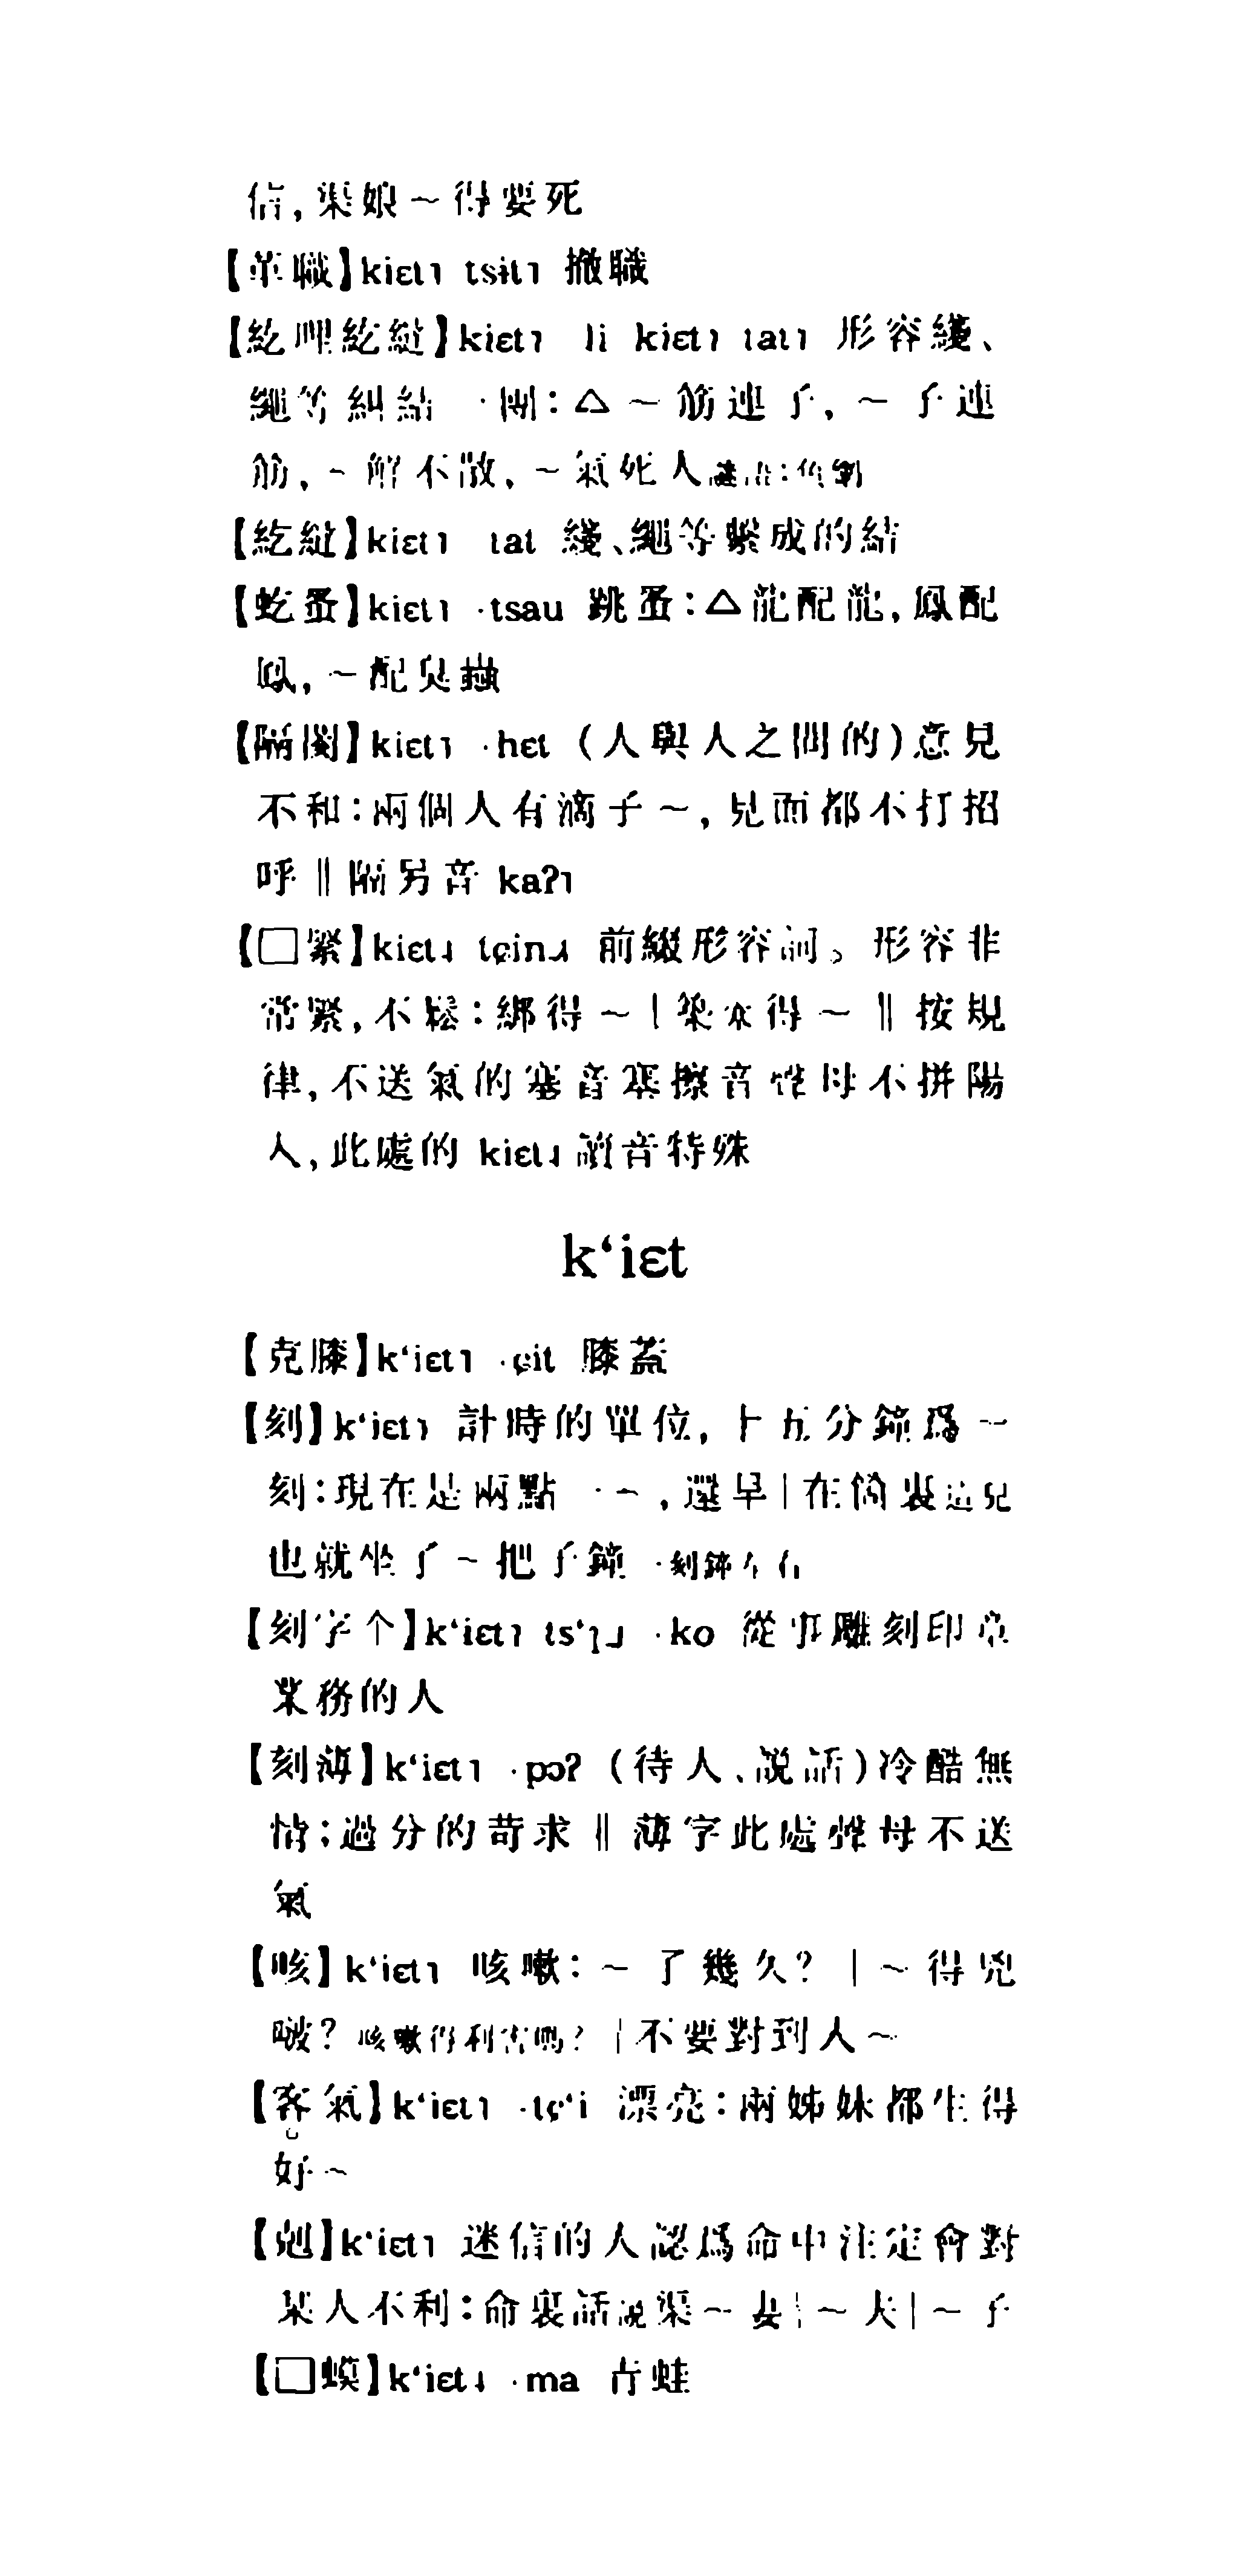 信，渠娘～得要死
【革職】kiɛt˥ tsɨt˥ 撤職
【紇哩紇縫】kiɛt˥ li kiɛt˥ tat˥ 形容綫、
繩等糾結一團：△～筋連子，～子連
筋，～解不散，～氣死人謎語：
【紇縫】kiɛt˥ tat 綫、繩等繫成的結
【虼蚤】kiɛt˥ ·tsau 跳蚤：△龍配龍，鳳配
鳳，～配臭蟲
【隔閡】kiɛt˥ ·hɛt （人與人之間的）意見
不和：兩個人有滴子～，見面都不打招
呼‖隔另音 kaʔ˥
【□緊】kiɛt˩ tɕin˩ 前綴形容詞。形容非
常緊，不鬆：綁得～｜築得～‖按規
律，不送氣的塞音塞擦音聲母不拼陽
入，此處的 kiɛt˩ 讀音特殊
k‘iɛt
【克膝】k‘iɛt˥ ·ɕit 膝蓋
【刻】k‘iɛt˥ 計時的單位，十五分鐘爲一
刻：現在是兩點一～，還早｜在箇裏這兒
也就坐了～把子鐘一刻鐘左右
【刻字个】k‘iɛt˥ ts‘ɿ˩ ·ko 從事雕刻印章
業務的人
【刻薄】k‘iɛt˥ ·pɔʔ （待人、說話）冷酷無
情；過分的苛求‖薄字此處聲母不送
氣
【咳】k‘iɛt˥ 咳嗽：～了幾久？｜～得兇
啵？咳嗽得利害嗎？｜不要對到人～
【客氣】k‘iɛt˥ ·tɕ‘i 漂亮：兩姊妹都生得
好～
【剋】k‘iɛt˥ 迷信的人認爲命中注定會對
某人不利：命裏話說渠～妻｜～夫｜～子
【□蟆】k‘iɛt˩ ·ma 青蛙